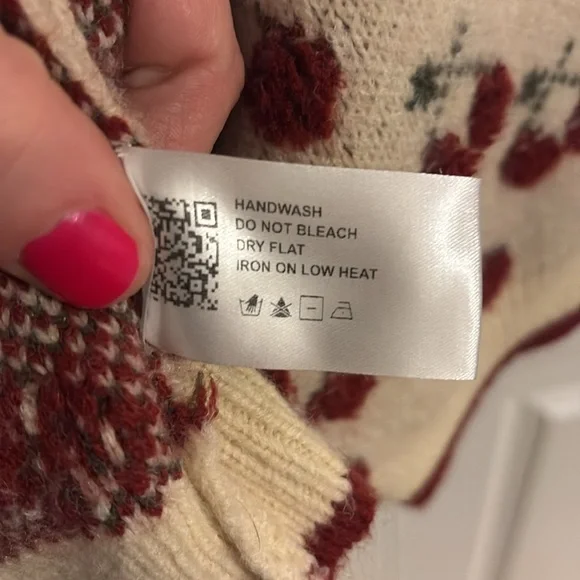 HANDWASH
DO NOT BLEACH
DRY FLAT
IRON ON LOW HEAT